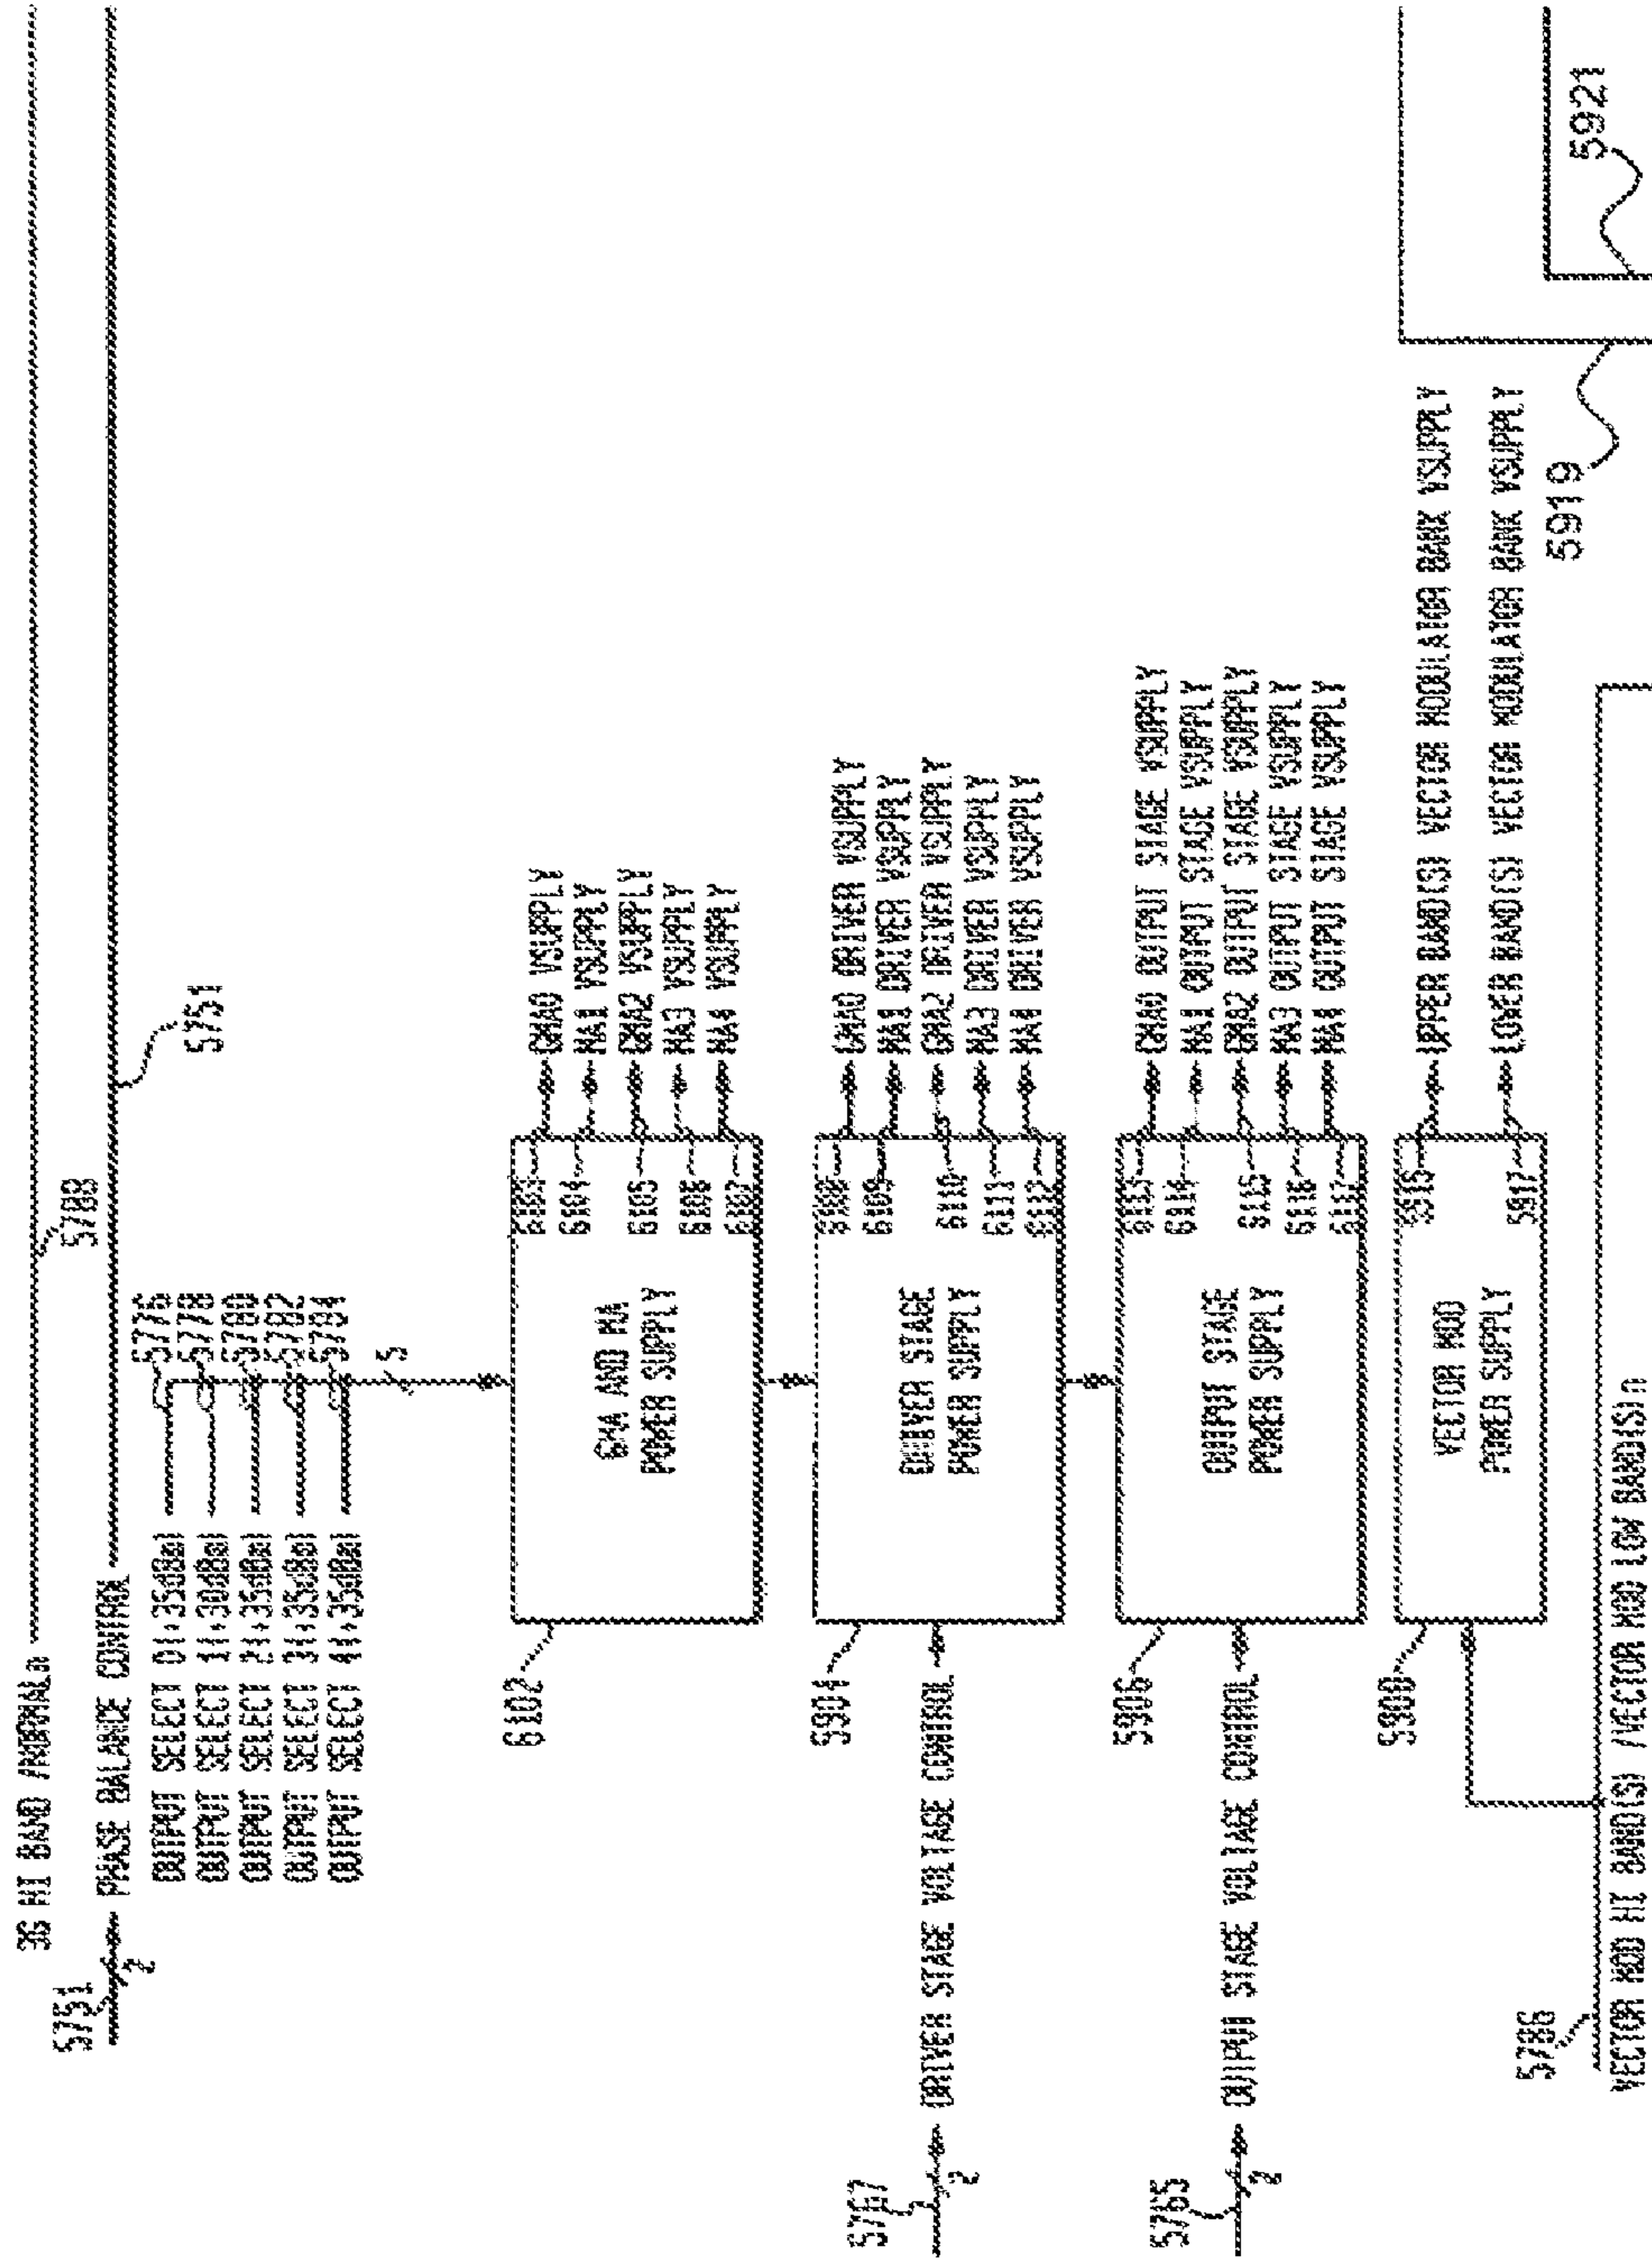 3G HI BAND /NORMALn
5788
5751
2
PHASE BALANCE CONTROL
5751
OUTPUT SELECT 0(+35dBm)
OUTPUT SELECT 1(+30dBm)
OUTPUT SELECT 2(+35dBm)
OUTPUT SELECT 3(+35dBm)
OUTPUT SELECT 4(+35dBm)
5776
5778
5780
5782
5784
5
6102
GMA AND MA
POWER SUPPLY
6103
6104
6105
6106
6107
GMA0 VSUPPLY
MA1 VSUPPLY
GMA2 VSUPPLY
MA3 VSUPPLY
MA4 VSUPPLY
5767
2
DRIVER STAGE VOLTAGE CONTROL
5904
DRIVER STAGE
POWER SUPPLY
6108
6109
6110
6111
6112
GMA0 DRIVER VSUPPLY
MA1 DRIVER VSUPPLY
GMA2 DRIVER VSUPPLY
MA3 DRIVER VSUPPLY
MA4 DRIVER VSUPPLY
5765
2
OUTPUT STAGE VOLTAGE CONTROL
5906
OUTPUT STAGE
POWER SUPPLY
6113
6114
6115
6116
6117
GMA0 OUTPUT STAGE VSUPPLY
MA1 OUTPUT STAGE VSUPPLY
GMA2 OUTPUT STAGE VSUPPLY
MA3 OUTPUT STAGE VSUPPLY
MA4 OUTPUT STAGE VSUPPLY
5908
VECTOR MOD
POWER SUPPLY
5915
5917
UPPER BAND(S) VECTOR MODULATOR BANK VSUPPLY
LOWER BAND(S) VECTOR MODULATOR BANK VSUPPLY
5919
5921
5786
VECTOR MOD HI BAND(S) /VECTOR MOD LOW BAND(S)n